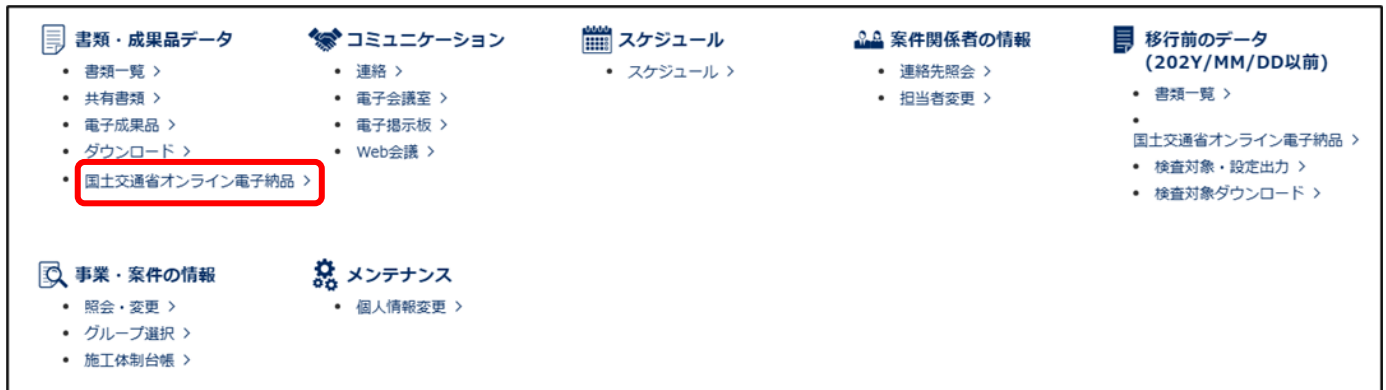 書類・成果品データ
書類一覧 >
共有書類 >
電子成果品 >
ダウンロード >
国土交通省オンライン電子納品 >
コミュニケーション
連絡 >
電子会議室 >
電子掲示板 >
Web会議 >
スケジュール
スケジュール >
案件関係者の情報
連絡先照会 >
担当者変更 >
移行前のデータ
(202Y/MM/DD以前)
書類一覧 >
国土交通省オンライン電子納品 >
検査対象・設定出力 >
検査対象ダウンロード >
事業・案件の情報
照会・変更 >
グループ選択 >
施工体制台帳 >
メンテナンス
個人情報変更 >